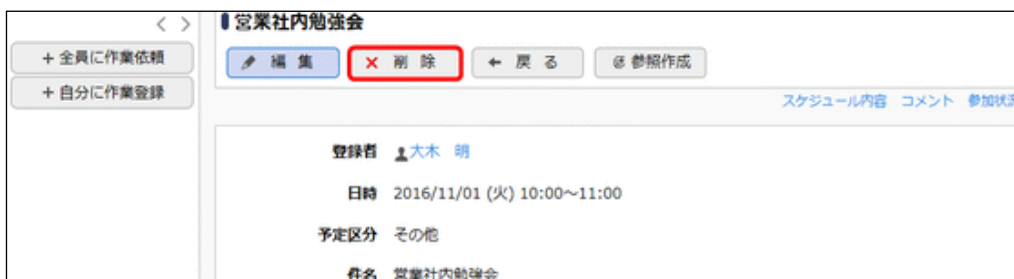 営業社内勉強会
+ 全員に作業依頼
+ 自分に作業登録
編 集
削 除
戻 る
参照作成
スケジュール内容 コメント 参加状況
登録者 大木 明
日時 2016/11/01 (火) 10:00～11:00
予定区分 その他
件名 営業社内勉強会